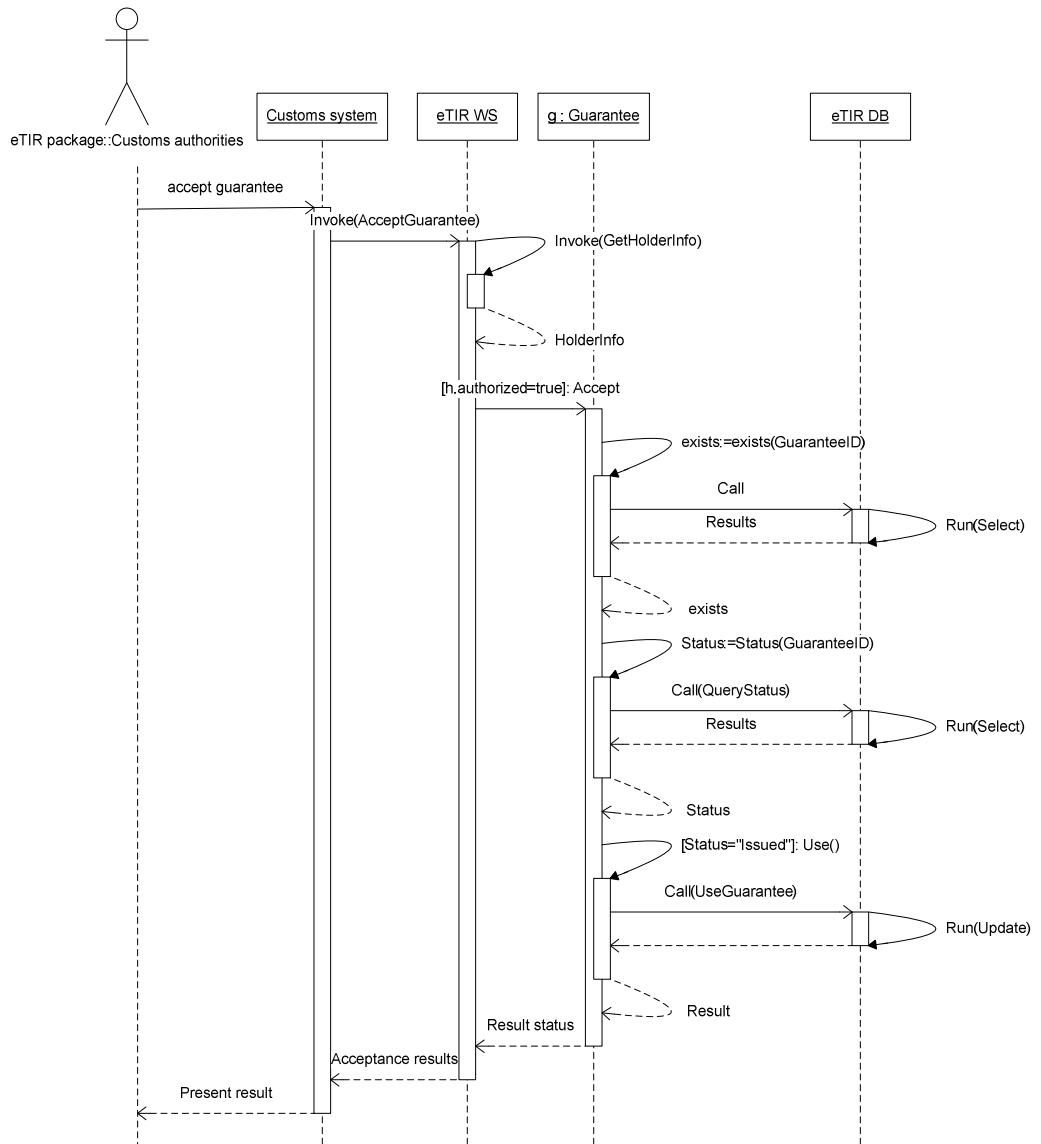 Customs system
eTIR WS
g : Guarantee
eTIR DB
eTIR package::Customs authorities
accept guarantee
Invoke(AcceptGuarantee)
Invoke(GetHolderInfo)
HolderInfo
[h.authorized=true]: Accept
exists:=exists(GuaranteeID)
Call
Results
Run(Select)
exists
Status:=Status(GuaranteeID)
Call(QueryStatus)
Results
Run(Select)
Status
[Status="Issued"]: Use()
Call(UseGuarantee)
Run(Update)
Result
Result status
Acceptance results
Present result